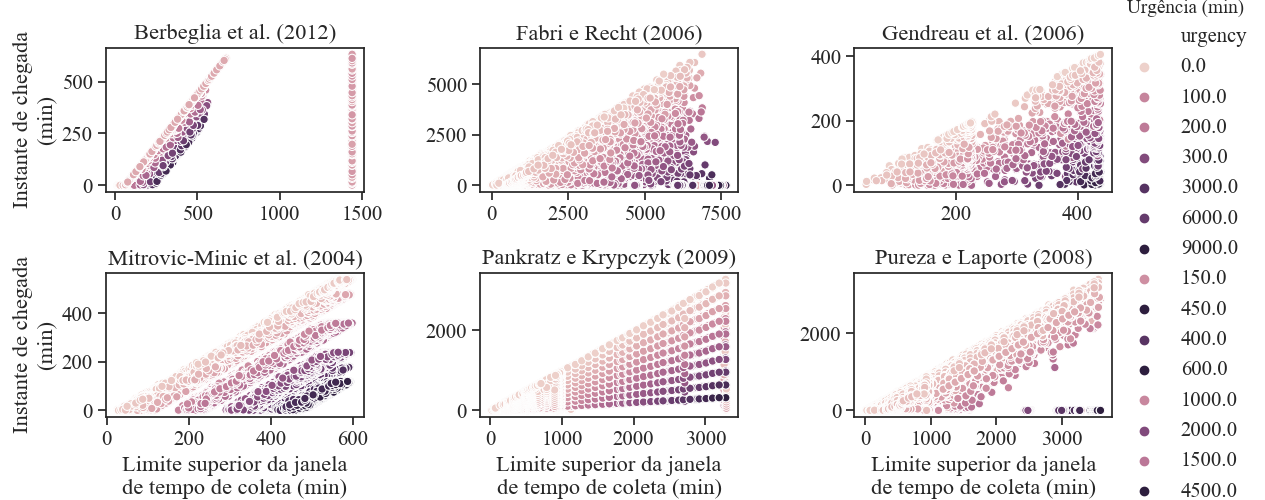 Urgência (min)
Berbeglia et al. (2012)
Fabri e Recht (2006)
Gendreau et al. (2006)
Instante de chegada
(min)
500
250
0
0
500
1000
1500
5000
2500
0
0
2500
5000
7500
400
200
0
200
400
Mitrovic-Minic et al. (2004)
Pankratz e Krypczyk (2009)
Pureza e Laporte (2008)
Instante de chegada
(min)
400
200
0
0
200
400
600
Limite superior da janela
de tempo de coleta (min)
2000
0
0
1000
2000
3000
Limite superior da janela
de tempo de coleta (min)
2000
0
0
1000
2000
3000
Limite superior da janela
de tempo de coleta (min)
urgency
0.0
100.0
200.0
300.0
3000.0
6000.0
9000.0
150.0
450.0
400.0
600.0
1000.0
2000.0
1500.0
4500.0